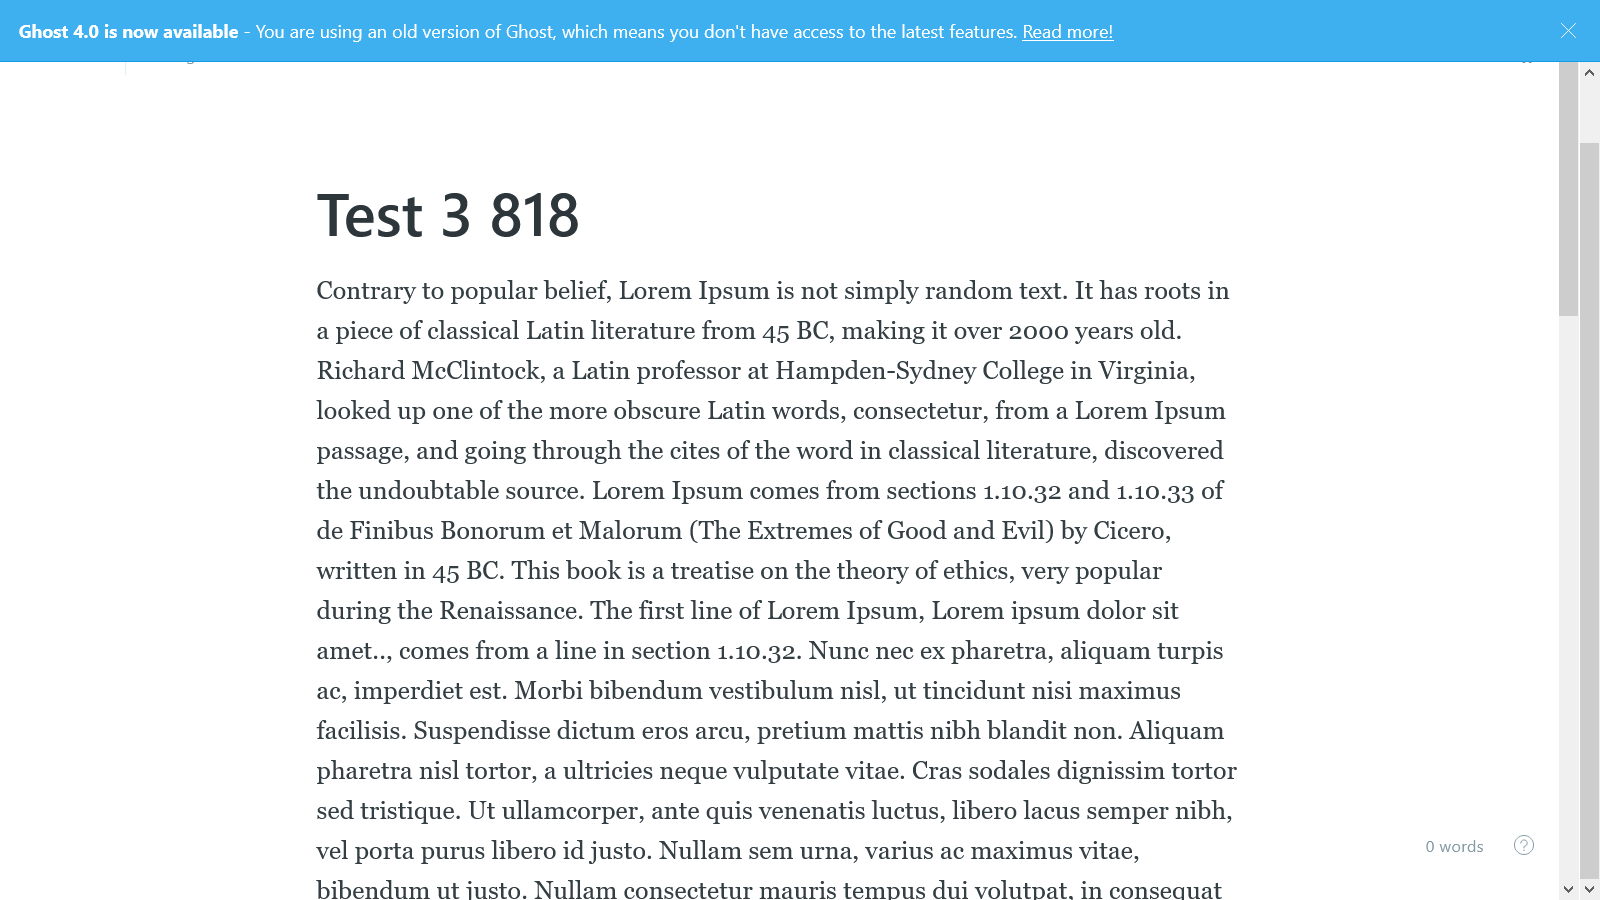 Ghost 4.0 is now available - You are using an old version of Ghost, which means you don't have access to the latest features. Read more!
Test 3 818
Contrary to popular belief, Lorem Ipsum is not simply random text. It has roots in
a piece of classical Latin literature from 45 BC, making it over 2000 years old.
Richard McClintock, a Latin professor at Hampden-Sydney College in Virginia,
looked up one of the more obscure Latin words, consectetur, from a Lorem Ipsum
passage, and going through the cites of the word in classical literature, discovered
the undoubtable source. Lorem Ipsum comes from sections 1.10.32 and 1.10.33 of
de Finibus Bonorum et Malorum (The Extremes of Good and Evil) by Cicero,
written in 45 BC. This book is a treatise on the theory of ethics, very popular
during the Renaissance. The first line of Lorem Ipsum, Lorem ipsum dolor sit
amet.., comes from a line in section 1.10.32. Nunc nec ex pharetra, aliquam turpis
ac, imperdiet est. Morbi bibendum vestibulum nisl, ut tincidunt nisi maximus
facilisis. Suspendisse dictum eros arcu, pretium mattis nibh blandit non. Aliquam
pharetra nisl tortor, a ultricies neque vulputate vitae. Cras sodales dignissim tortor
sed tristique. Ut ullamcorper, ante quis venenatis luctus, libero lacus semper nibh,
vel porta purus libero id justo. Nullam sem urna, varius ac maximus vitae,
bibendum ut justo. Nullam consectetur mauris tempus dui volutpat, in consequat
0 words ?